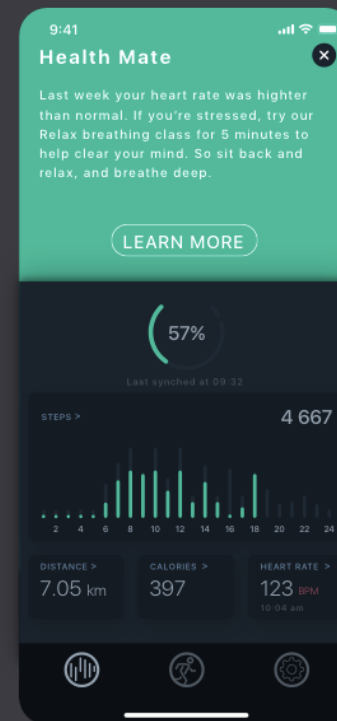 9:41
Health Mate
Last week your heart rate was highter
than normal. If you're stressed, try our
Relax breathing class for 5 minutes to
help clear your mind. So sit back and
relax, and breathe deep.
LEARN MORE
57%
Last synched at 09:32
STEPS >
4 667
2 4 6 8 10 12 14 16 18 20 22 24
DISTANCE > CALORIES > HEART RATE >
7.05 km 397 123 BPM
10:04 am